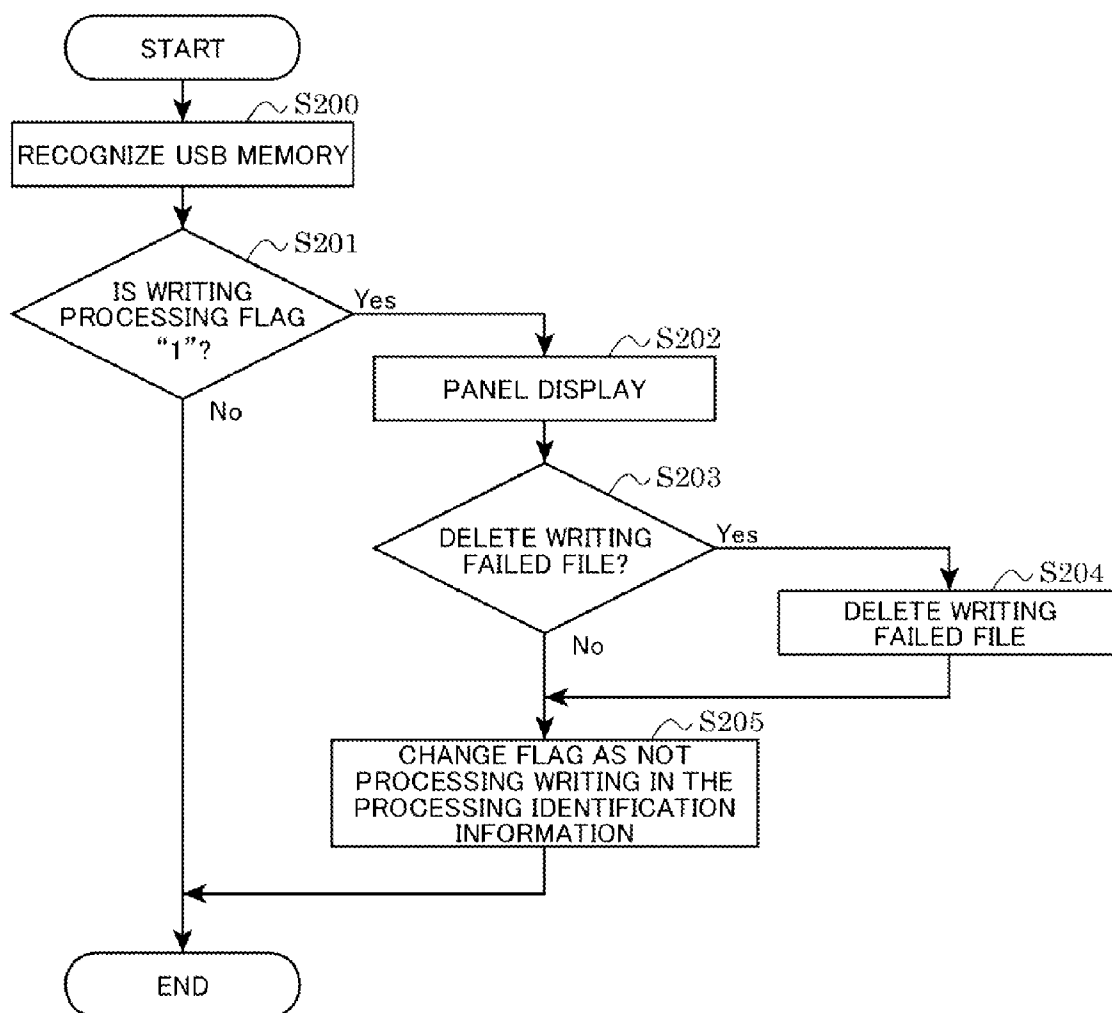 START
S200
RECOGNIZE USB MEMORY
S201
IS WRITING
PROCESSING FLAG
“1”?
Yes
No
S202
PANEL DISPLAY
S203
DELETE WRITING
FAILED FILE?
Yes
No
S204
DELETE WRITING
FAILED FILE
S205
CHANGE FLAG AS NOT
PROCESSING WRITING IN THE
PROCESSING IDENTIFICATION
INFORMATION
END